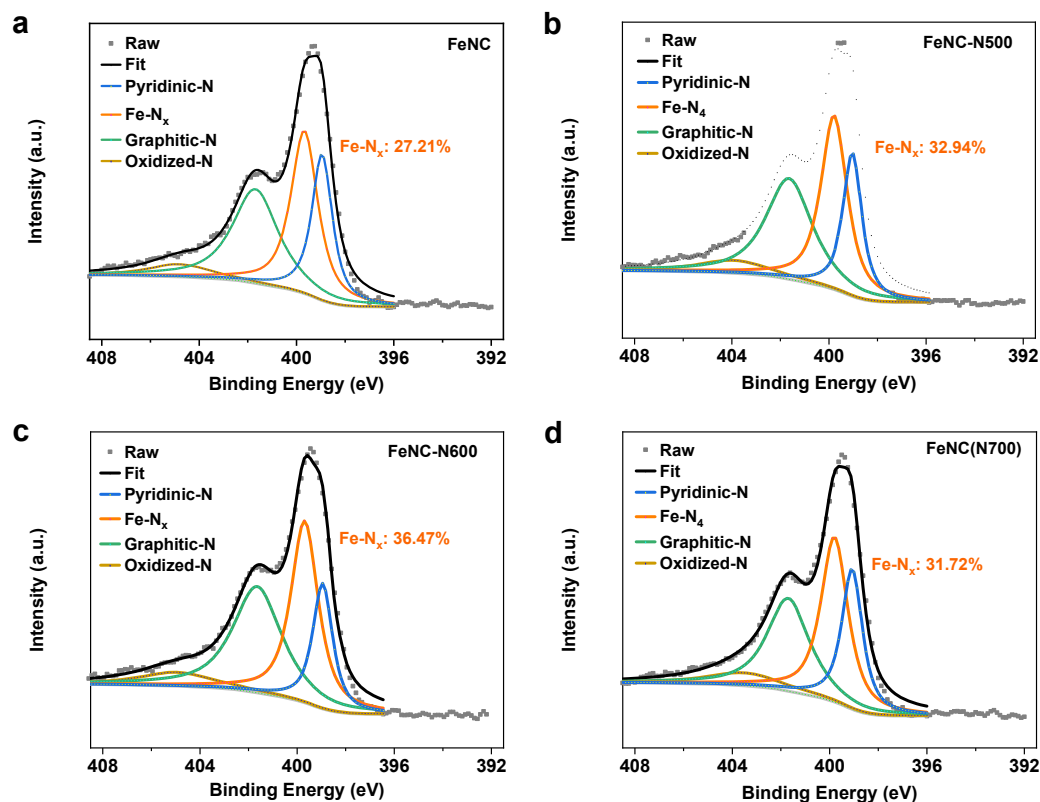 a
FeNC
Raw
Fit
Pyridinic-N
Fe-Nx
Graphitic-N
Oxidized-N
Fe-Nx: 27.21%
Intensity (a.u.)
408 404 400 396 392
Binding Energy (eV)
b
FeNC-N500
Raw
Fit
Pyridinic-N
Fe-N4
Graphitic-N
Oxidized-N
Fe-Nx: 32.94%
Intensity (a.u.)
408 404 400 396 392
Binding Energy (eV)
c
FeNC-N600
Raw
Fit
Pyridinic-N
Fe-Nx
Graphitic-N
Oxidized-N
Fe-Nx: 36.47%
Intensity (a.u.)
408 404 400 396 392
Binding Energy (eV)
d
FeNC(N700)
Raw
Fit
Pyridinic-N
Fe-N4
Graphitic-N
Oxidized-N
Fe-Nx: 31.72%
Intensity (a.u.)
408 404 400 396 392
Binding Energy (eV)